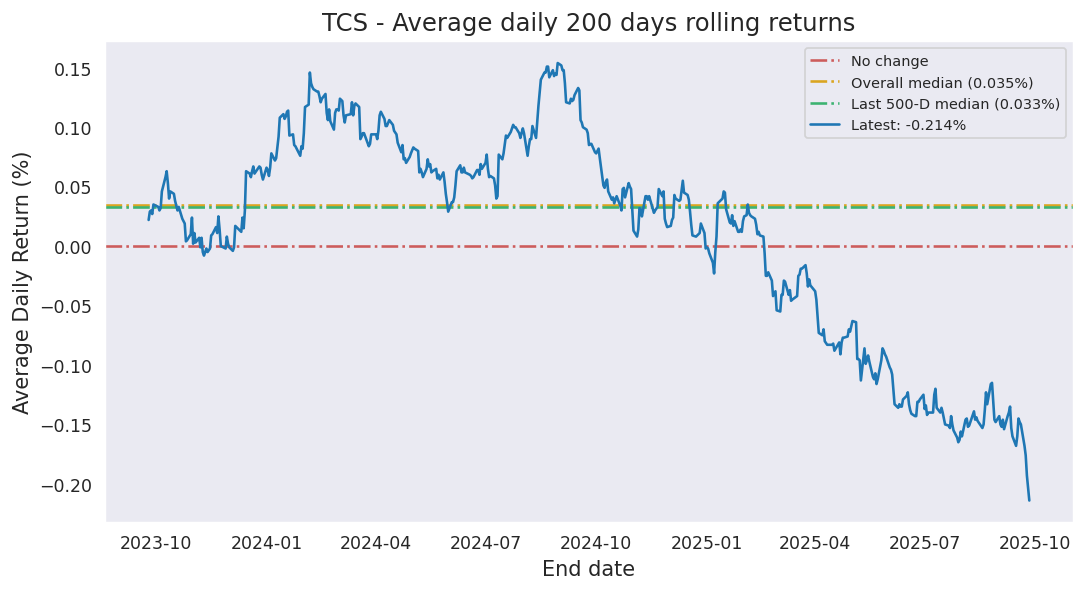 TCS - Average daily 200 days rolling returns
No change
Overall median (0.035%)
Last 500-D median (0.033%)
Latest: -0.214%
Average Daily Return (%)
0.15
0.10
0.05
0.00
−0.05
−0.10
−0.15
−0.20
2023-10 2024-01 2024-04 2024-07 2024-10 2025-01 2025-04 2025-07 2025-10
End date